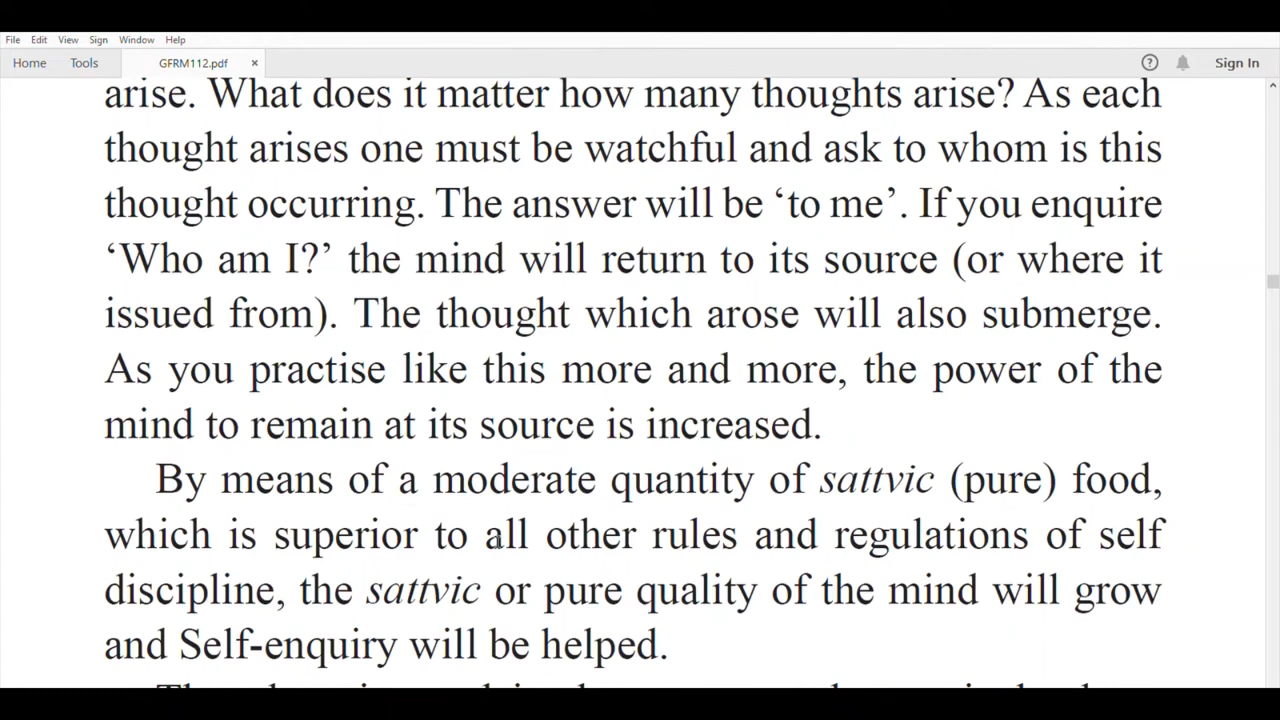 File Edit View Sign Window Help
Home Tools GFRM112.pdf × Sign In
arise. What does it matter how many thoughts arise? As each
thought arises one must be watchful and ask to whom is this
thought occurring. The answer will be ‘to me’. If you enquire
‘Who am I?’ the mind will return to its source (or where it
issued from). The thought which arose will also submerge.
As you practise like this more and more, the power of the
mind to remain at its source is increased.
By means of a moderate quantity of sattvic (pure) food,
which is superior to all other rules and regulations of self
discipline, the sattvic or pure quality of the mind will grow
and Self-enquiry will be helped.